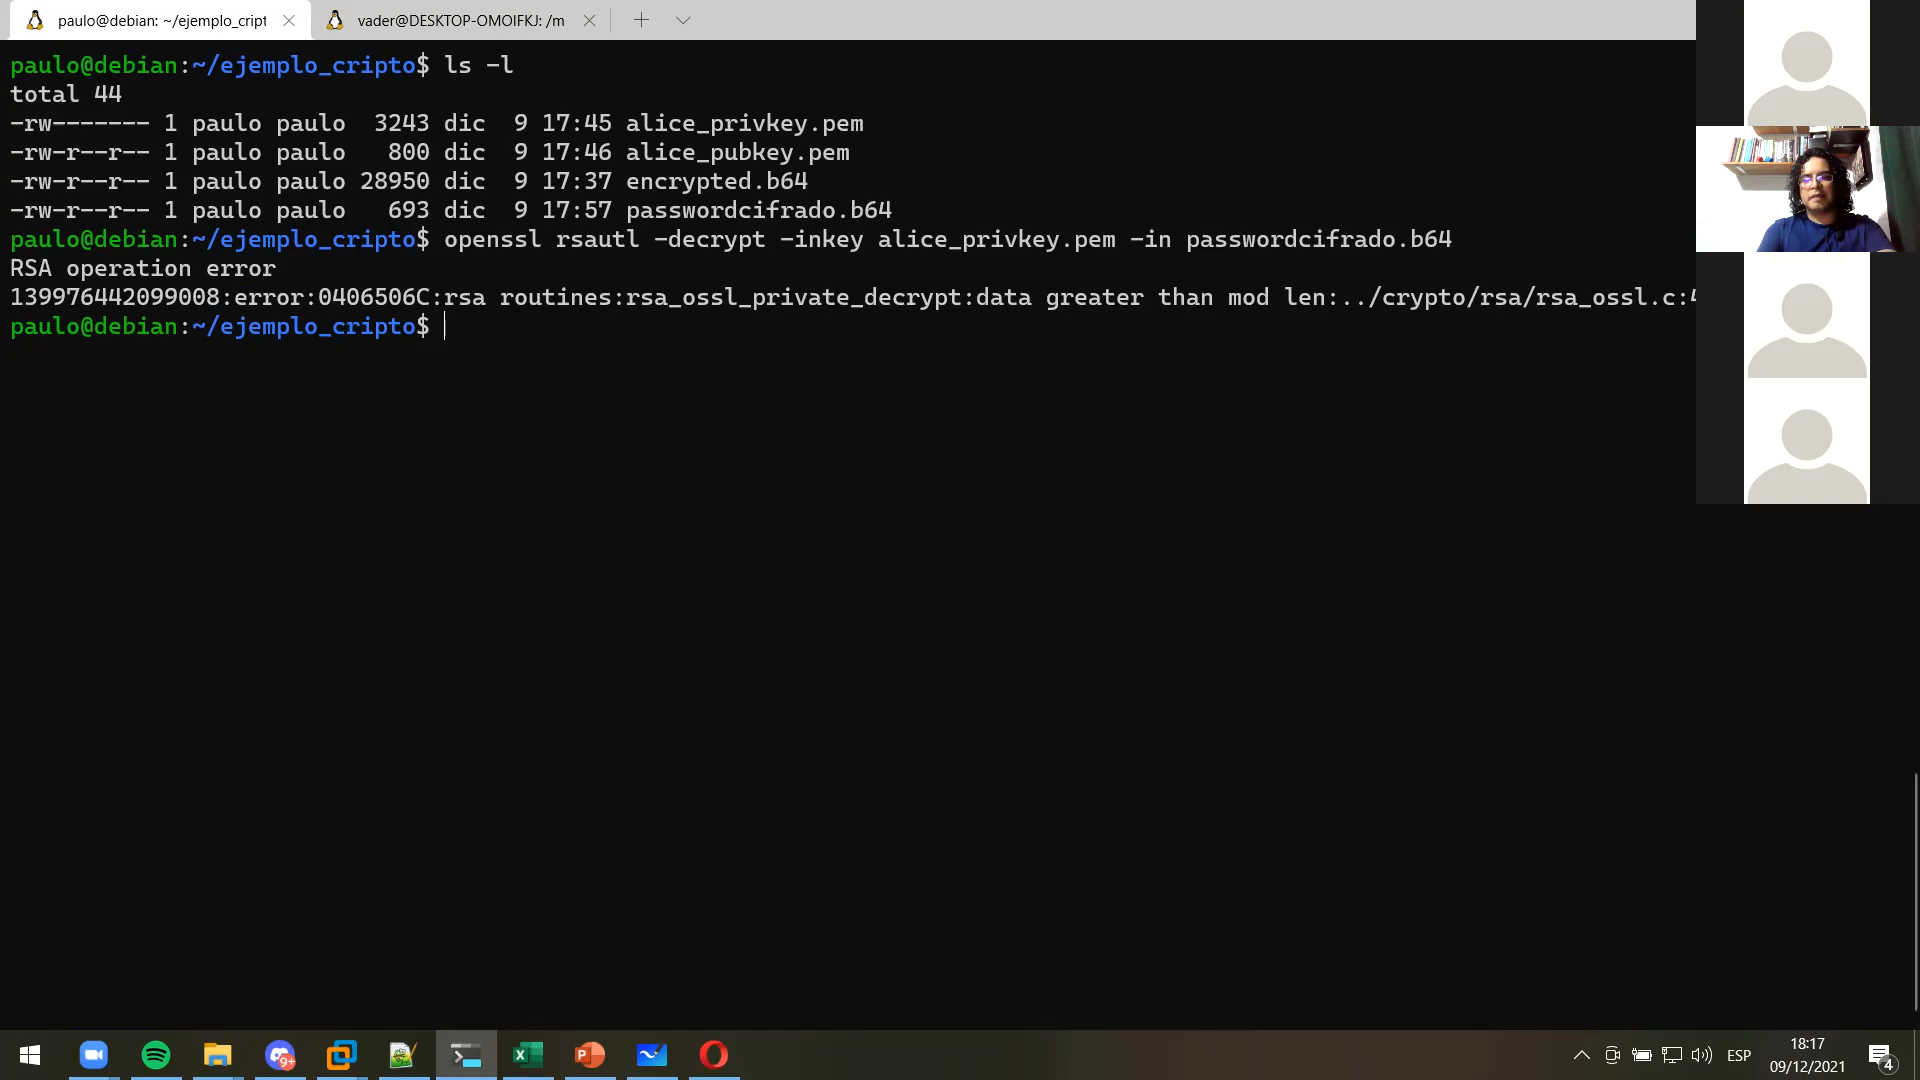 paulo@debian: ~/ejemplo_cript
vader@DESKTOP-OMOIFKJ: /m
paulo@debian:~/ejemplo_cripto$ ls -l
total 44
-rw------- 1 paulo paulo  3243 dic  9 17:45 alice_privkey.pem
-rw-r--r-- 1 paulo paulo   800 dic  9 17:46 alice_pubkey.pem
-rw-r--r-- 1 paulo paulo 28950 dic  9 17:37 encrypted.b64
-rw-r--r-- 1 paulo paulo   693 dic  9 17:57 passwordcifrado.b64
paulo@debian:~/ejemplo_cripto$ openssl rsautl -decrypt -inkey alice_privkey.pem -in passwordcifrado.b64
RSA operation error
139976442099008:error:0406506C:rsa routines:rsa_ossl_private_decrypt:data greater than mod len:../crypto/rsa/rsa_ossl.c:4
paulo@debian:~/ejemplo_cripto$
9+
ESP
18:17
09/12/2021
4